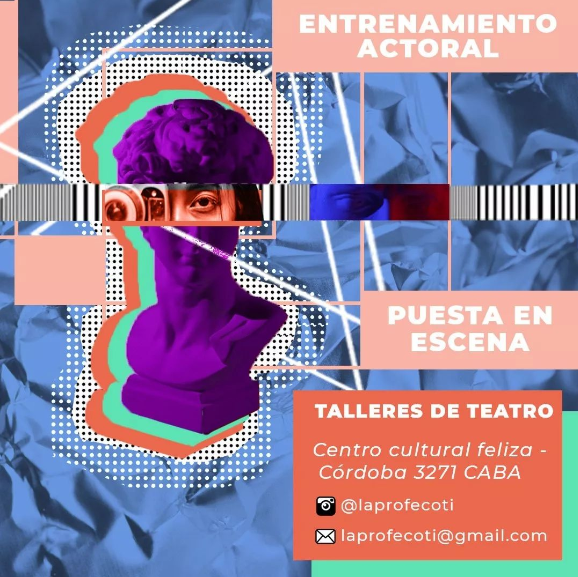 ENTRENAMIENTO
ACTORAL
PUESTA EN
ESCENA
TALLERES DE TEATRO
Centro cultural feliza -
Córdoba 3271 CABA
@laprofecoti
laprofecoti@gmail.com